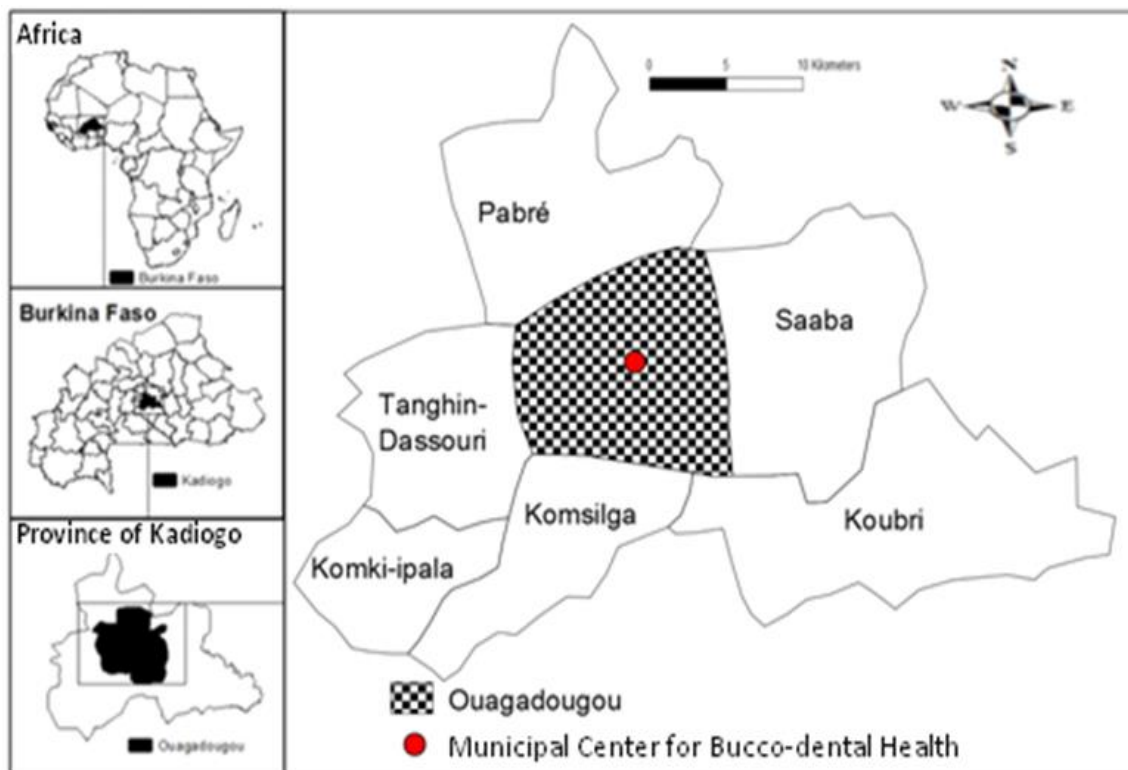 Africa
Burkina Faso
Burkina Faso
Kadiogo
Province of Kadiogo
Ouagadougou
0 5 10 Kilometers
N
W E
S
Pabré
Saaba
Tanghin-
Dassouri
Komsilga
Koubri
Komki-ipala
Ouagadougou
Municipal Center for Bucco-dental Health